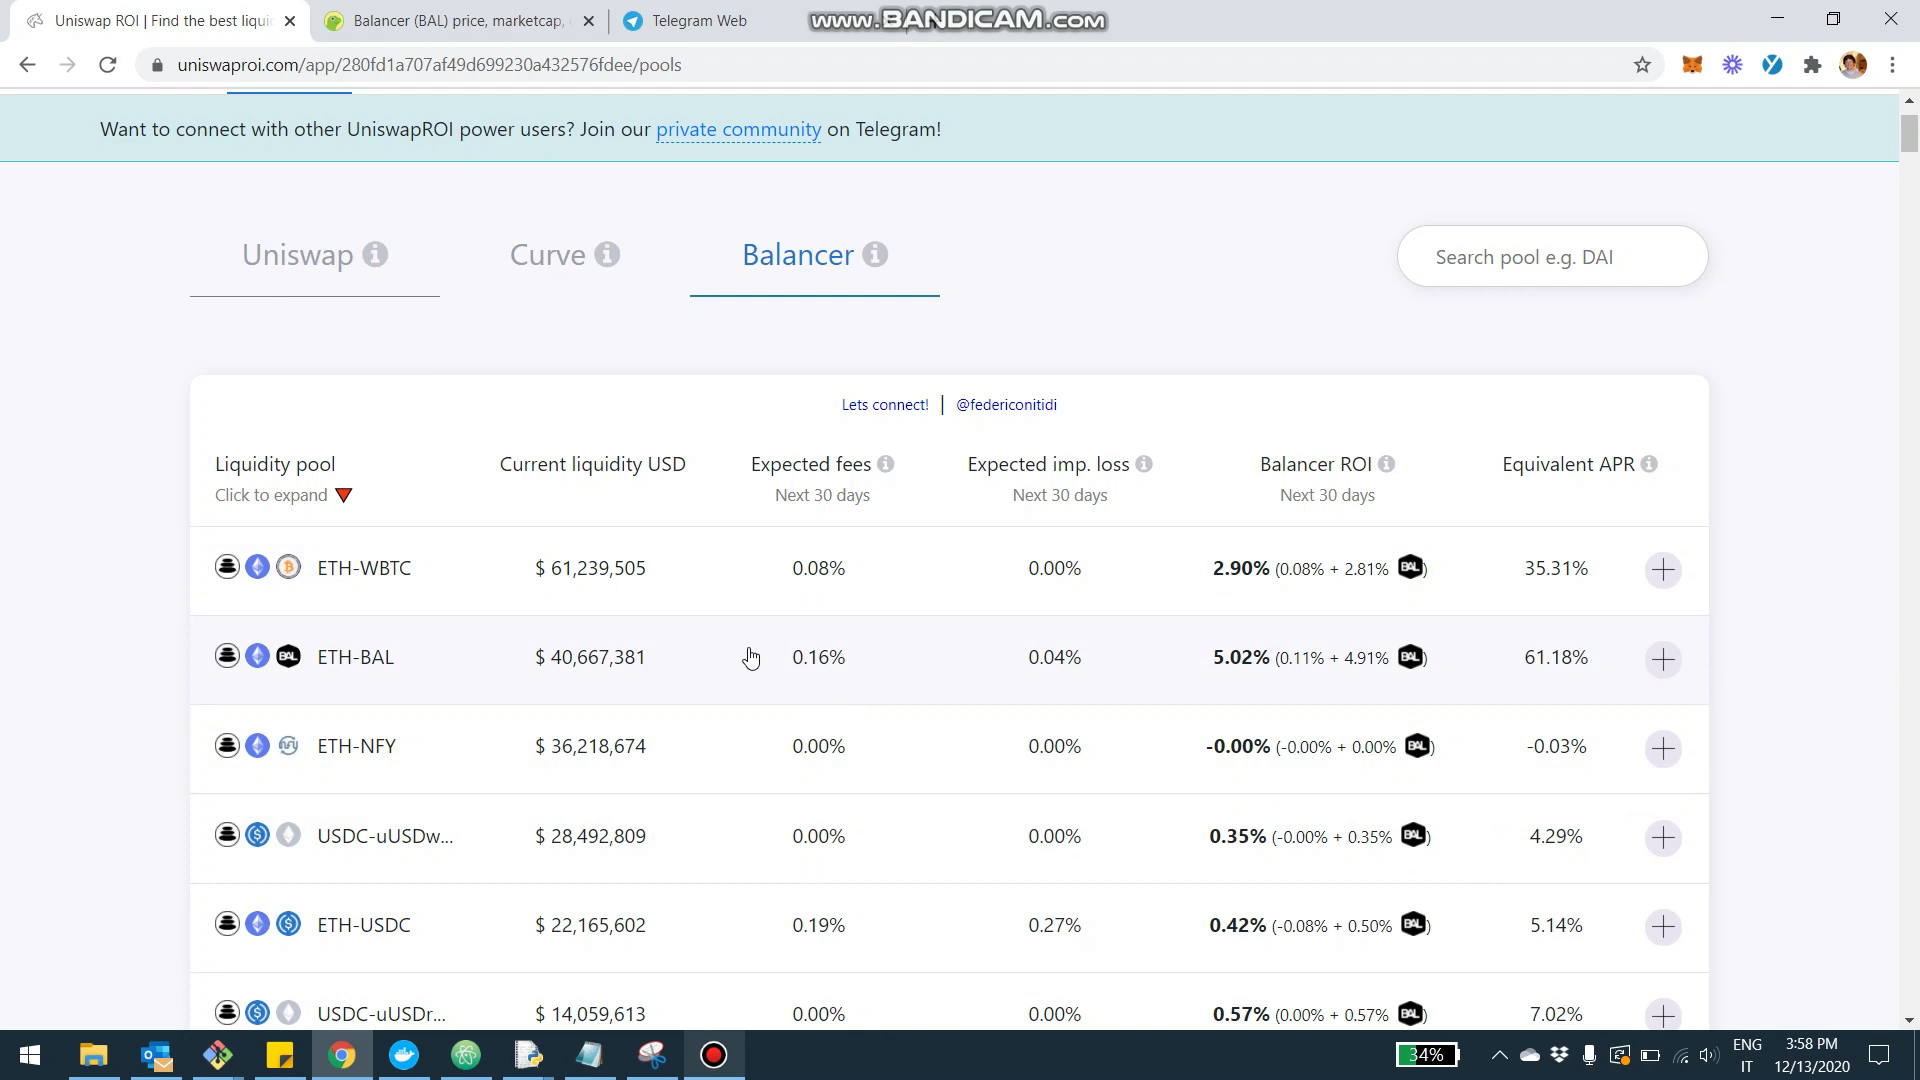 Uniswap ROI | Find the best liqui
Balancer (BAL) price, marketcap,
Telegram Web
www.BANDICAM.com
uniswaproi.com/app/280fd1a707af49d699230a432576fdee/pools
Want to connect with other UniswapROI power users? Join our private community on Telegram!
Uniswap
Curve
Balancer
Search pool e.g. DAI
Lets connect! | @federiconitidi
Liquidity pool Current liquidity USD Expected fees Expected imp. loss Balancer ROI Equivalent APR
Click to expand Next 30 days Next 30 days Next 30 days
ETH-WBTC $ 61,239,505 0.08% 0.00% 2.90% (0.08% + 2.81% BAL) 35.31%
BAL ETH-BAL $ 40,667,381 0.16% 0.04% 5.02% (0.11% + 4.91% BAL) 61.18%
ETH-NFY $ 36,218,674 0.00% 0.00% -0.00% (-0.00% + 0.00% BAL) -0.03%
USDC-uUSDw... $ 28,492,809 0.00% 0.00% 0.35% (-0.00% + 0.35% BAL) 4.29%
ETH-USDC $ 22,165,602 0.19% 0.27% 0.42% (-0.08% + 0.50% BAL) 5.14%
USDC-uUSDr... $ 14,059,613 0.00% 0.00% 0.57% (0.00% + 0.57% BAL) 7.02%
34%
ENG
IT
3:58 PM
12/13/2020